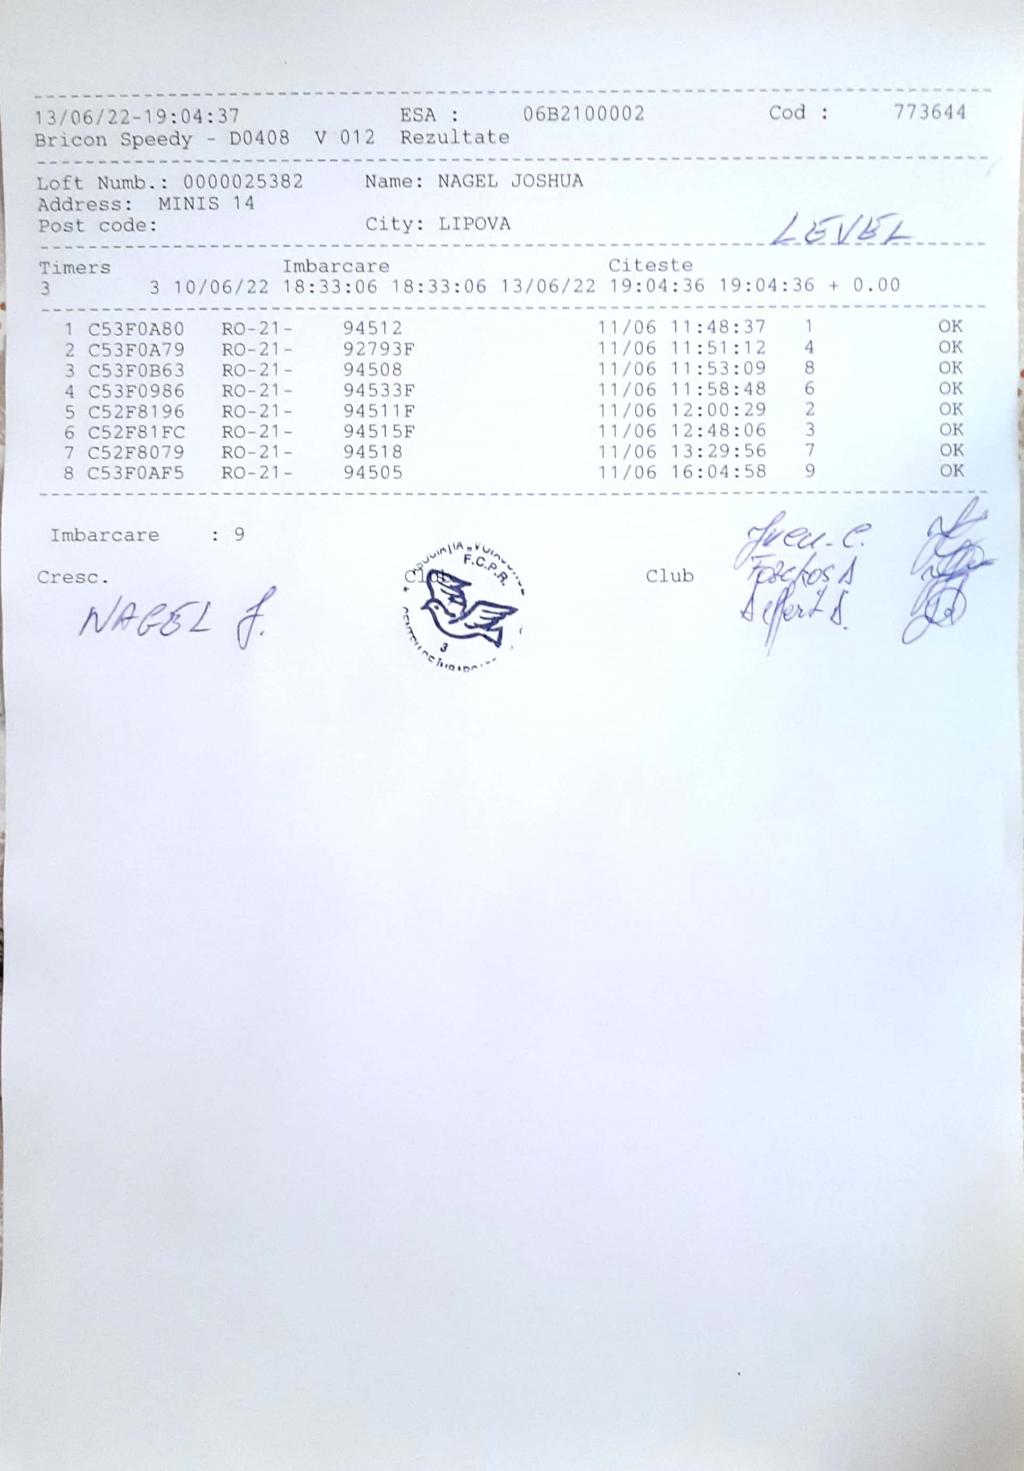 13/06/22-19:04:37 ESA : 06B2100002 Cod : 773644
Bricon Speedy - D0408 V 012 Rezultate
Loft Numb.: 0000025382 Name: NAGEL JOSHUA
Address: MINIS 14
Post code: City: LIPOVA
LEVEL
Timers Imbarcare Citeste
3 3 10/06/22 18:33:06 18:33:06 13/06/22 19:04:36 19:04:36 + 0.00
1 C53F0A80 RO-21- 94512 11/06 11:48:37 1 OK
2 C53F0A79 RO-21- 92793F 11/06 11:51:12 4 OK
3 C53F0B63 RO-21- 94508 11/06 11:53:09 8 OK
4 C53F0986 RO-21- 94533F 11/06 11:58:48 6 OK
5 C52F8196 RO-21- 94511F 11/06 12:00:29 2 OK
6 C52F81FC RO-21- 94515F 11/06 12:48:06 3 OK
7 C52F8079 RO-21- 94518 11/06 13:29:56 7 OK
8 C53F0AF5 RO-21- 94505 11/06 16:04:58 9 OK
Imbarcare : 9
Cresc. Club Club
NAGEL J.
F.C.P.R.
3